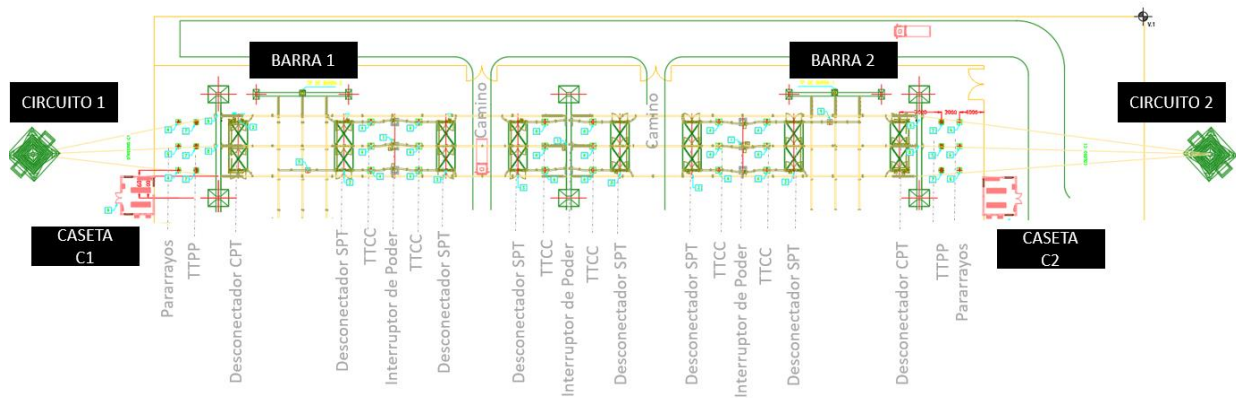 V.1
BARRA 1
BARRA 2
CIRCUITO 1
CIRCUITO 2
Camino
Camino
CASETA
C1
CASETA
C2
Pararrayos
TTPP
Desconectador CPT
Desconectador SPT
TTCC
Interruptor de Poder
TTCC
Desconectador SPT
Desconectador SPT
TTCC
Interruptor de Poder
TTCC
Desconectador SPT
Desconectador SPT
TTCC
Interruptor de Poder
TTCC
Desconectador SPT
Desconectador CPT
TTPP
Pararrayos